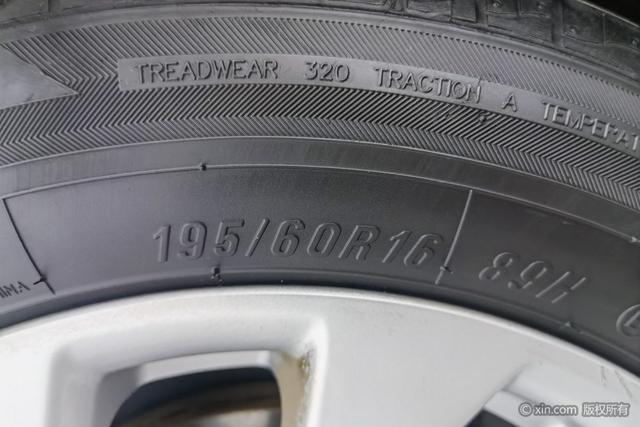 TREADWEAR 320 TRACTION A TEMPERAT
195/60R16 89H
©xin.com 版权所有